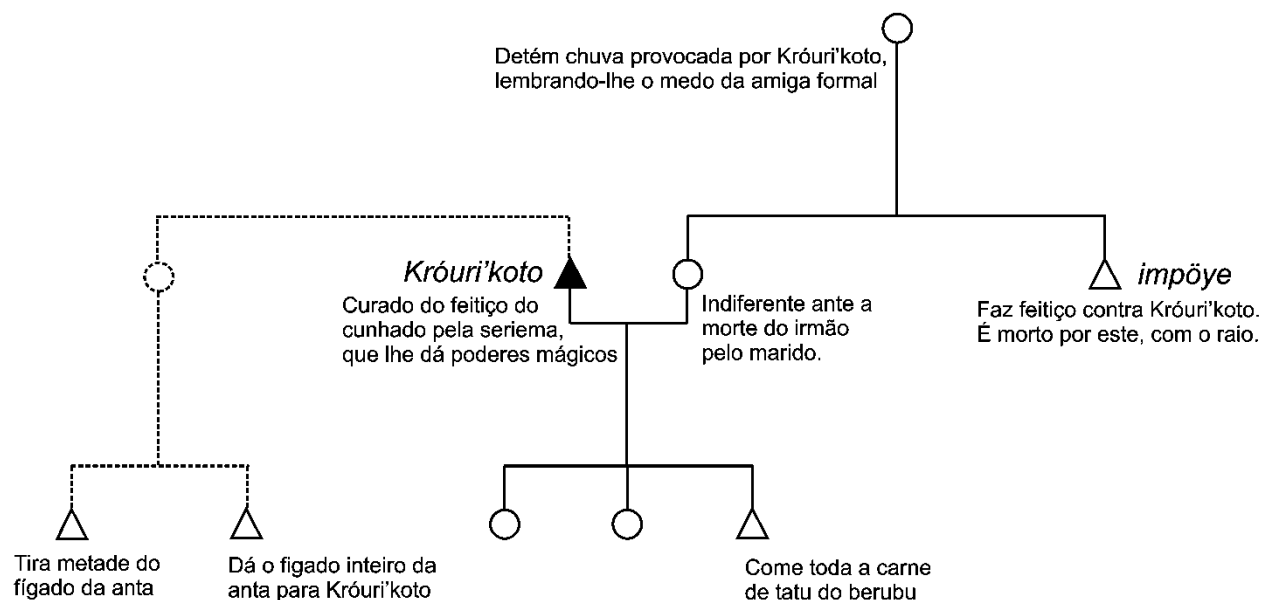 Detém chuva provocada por Króuri’koto,
lembrando-lhe o medo da amiga formal
Króuri’koto
Curado do feitiço do
cunhado pela seriema,
que lhe dá poderes mágicos
Indiferente ante a
morte do irmão
pelo marido.
impöye
Faz feitiço contra Króuri’koto.
É morto por este, com o raio.
Tira metade do
fígado da anta
Dá o figado inteiro da
anta para Króuri’koto
Come toda a carne
de tatu do berubu